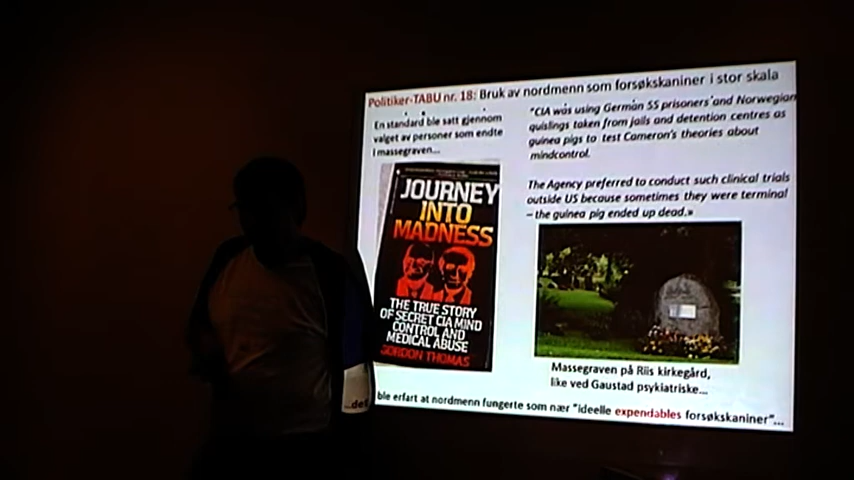 Politiker-TABU nr. 18: Bruk av nordmenn som forsøkskaniner i stor skala
En standard ble satt gjennom
valget av personer som endte
i massegraven...
"CIA was using German SS prisoners and Norwegian
quislings taken from jails and detention centres as
guinea pigs to test Cameron's theories about
mindcontrol.
The Agency preferred to conduct such clinical trials
outside US because sometimes they were terminal
– the guinea pig ended up dead.»
JOURNEY
INTO
MADNESS
THE TRUE STORY
OF SECRET CIA MIND
CONTROL AND
MEDICAL ABUSE
GORDON THOMAS
Massegraven på Riis kirkegård,
like ved Gaustad psykiatriske...
...det ble erfart at nordmenn fungerte som nær "ideelle expendables forsøkskaniner"...